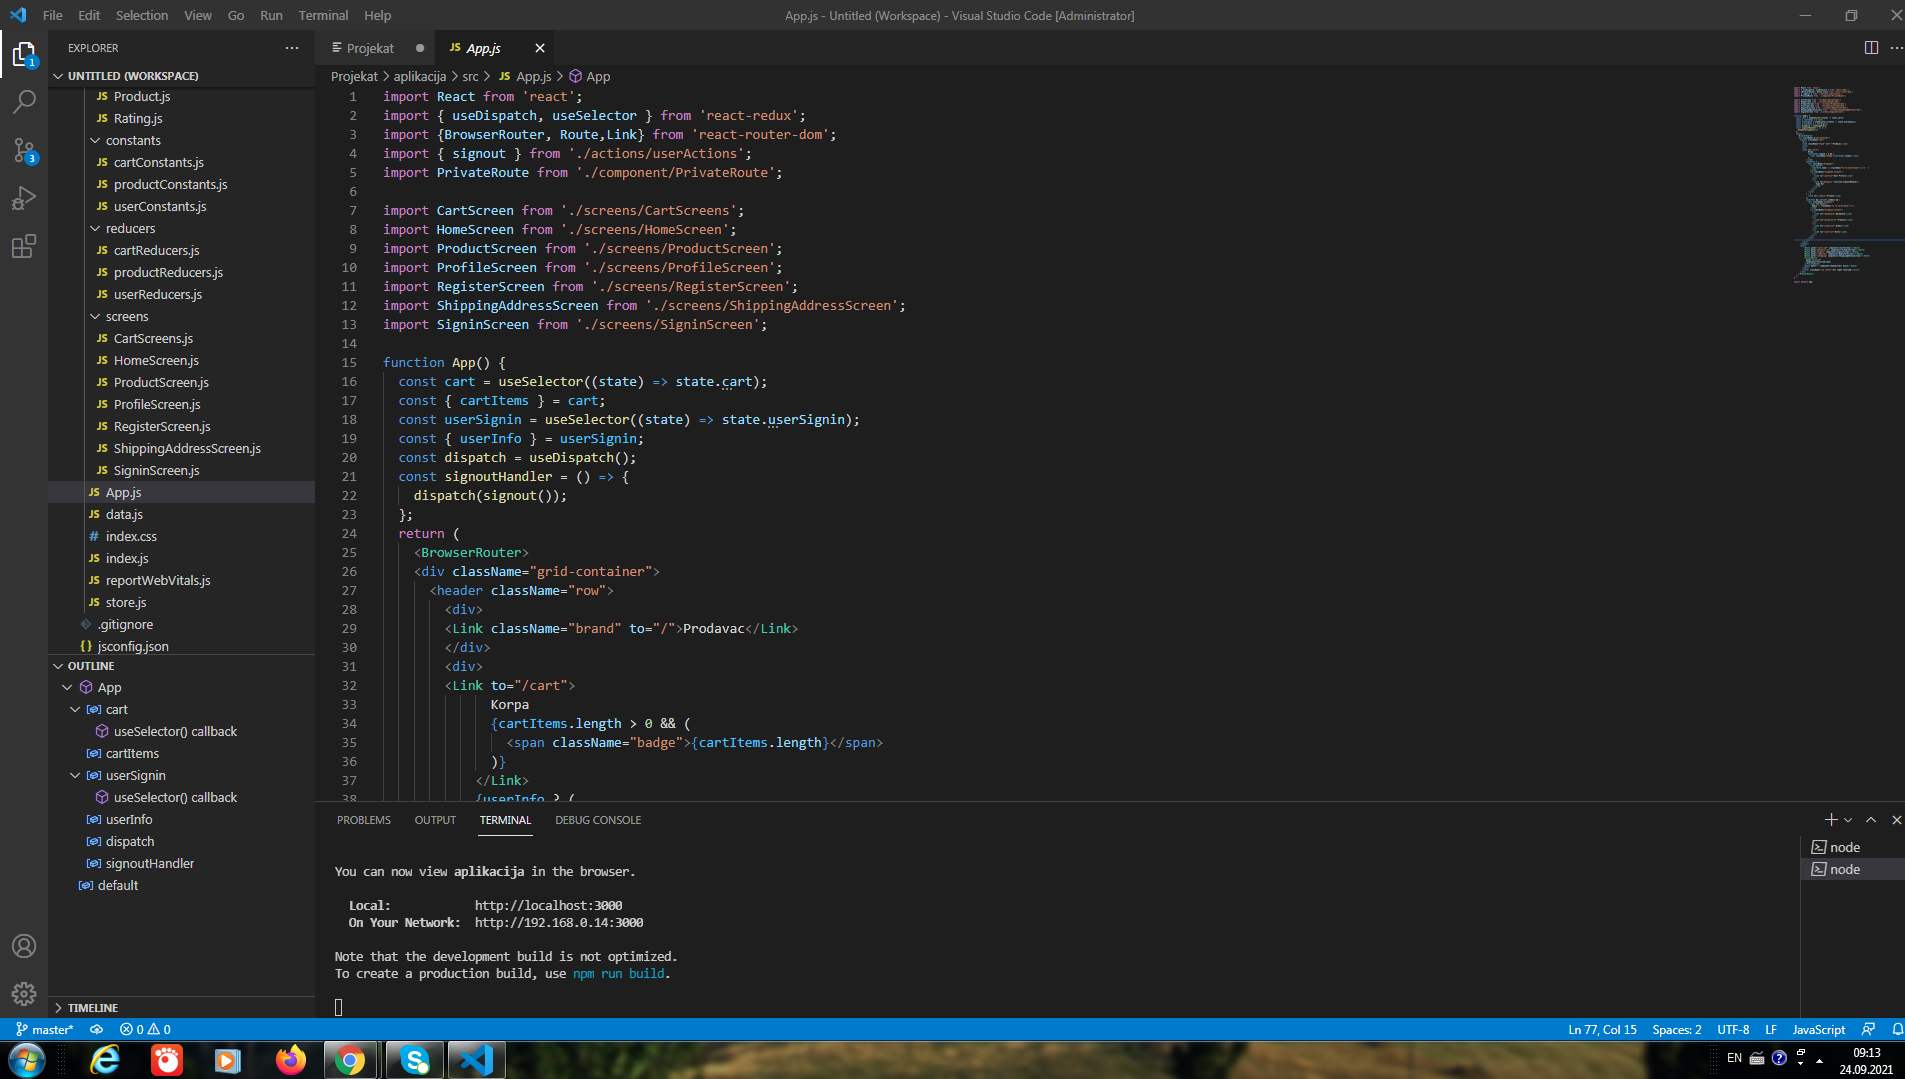 File Edit Selection View Go Run Terminal Help
App.js - Untitled (Workspace) - Visual Studio Code [Administrator]
EXPLORER
UNTITLED (WORKSPACE)
JS Product.js
JS Rating.js
constants
JS cartConstants.js
JS productConstants.js
JS userConstants.js
reducers
JS cartReducers.js
JS productReducers.js
JS userReducers.js
screens
JS CartScreens.js
JS HomeScreen.js
JS ProductScreen.js
JS ProfileScreen.js
JS RegisterScreen.js
JS ShippingAddressScreen.js
JS SigninScreen.js
JS App.js
JS data.js
# index.css
JS index.js
JS reportWebVitals.js
JS store.js
.gitignore
{} jsconfig.json
OUTLINE
App
cart
useSelector() callback
cartItems
userSignin
useSelector() callback
userInfo
dispatch
signoutHandler
default
TIMELINE
1
3
Projekat
JS App.js
Projekat > aplikacija > src > JS App.js > App
1 import React from 'react';
2 import { useDispatch, useSelector } from 'react-redux';
3 import {BrowserRouter, Route,Link} from 'react-router-dom';
4 import { signout } from './actions/userActions';
5 import PrivateRoute from './component/PrivateRoute';
6
7 import CartScreen from './screens/CartScreens';
8 import HomeScreen from './screens/HomeScreen';
9 import ProductScreen from './screens/ProductScreen';
10 import ProfileScreen from './screens/ProfileScreen';
11 import RegisterScreen from './screens/RegisterScreen';
12 import ShippingAddressScreen from './screens/ShippingAddressScreen';
13 import SigninScreen from './screens/SigninScreen';
14
15 function App() {
16 const cart = useSelector((state) => state.cart);
17 const { cartItems } = cart;
18 const userSignin = useSelector((state) => state.userSignin);
19 const { userInfo } = userSignin;
20 const dispatch = useDispatch();
21 const signoutHandler = () => {
22 dispatch(signout());
23 };
24 return (
25 <BrowserRouter>
26 <div className="grid-container">
27 <header className="row">
28 <div>
29 <Link className="brand" to="/">Prodavac</Link>
30 </div>
31 <div>
32 <Link to="/cart">
33 Korpa
34 {cartItems.length > 0 && (
35 <span className="badge">{cartItems.length}</span>
36 )}
37 </Link>
38 {userInfo ? (
PROBLEMS OUTPUT TERMINAL DEBUG CONSOLE
You can now view aplikacija in the browser.
Local: http://localhost:3000
On Your Network: http://192.168.0.14:3000
Note that the development build is not optimized.
To create a production build, use npm run build.
node
node
master* 0 0
Ln 77, Col 15 Spaces: 2 UTF-8 LF JavaScript
EN
09:13
24.09.2021